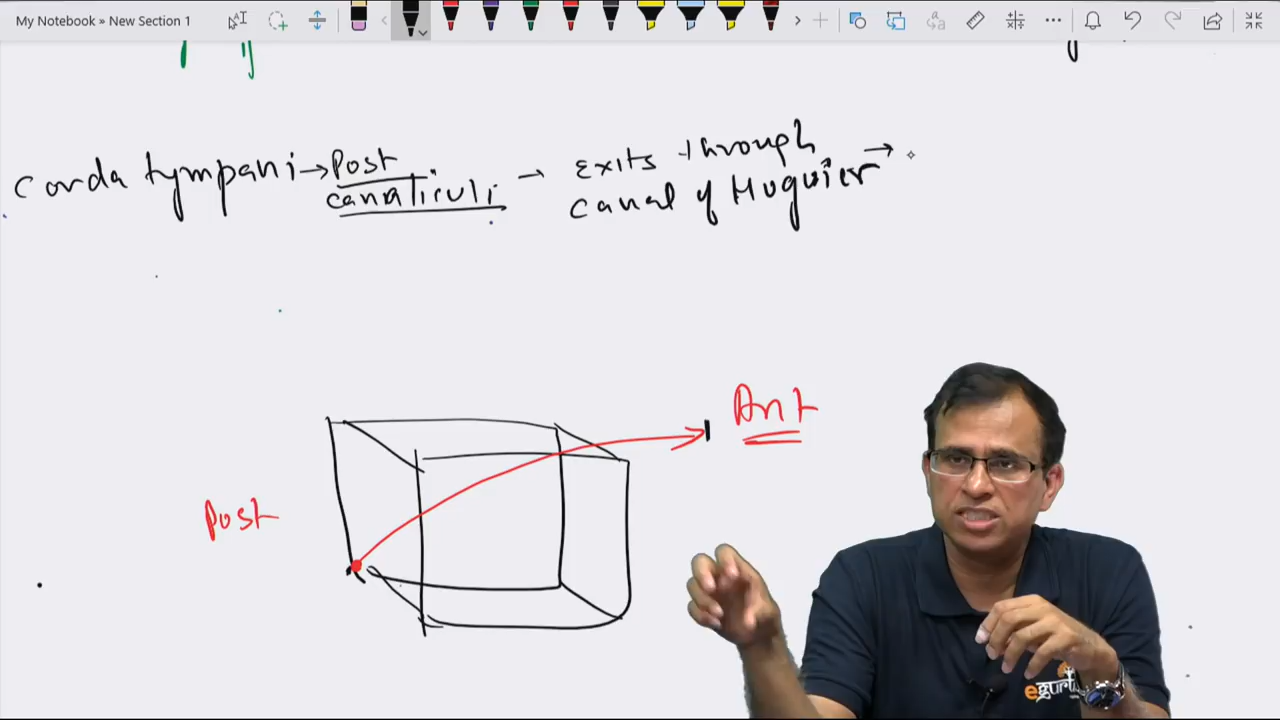 My Notebook » New Section 1
Corda tympani → Post canaliculi → Exits through canal of Huguier →
Ant
Post
eguru